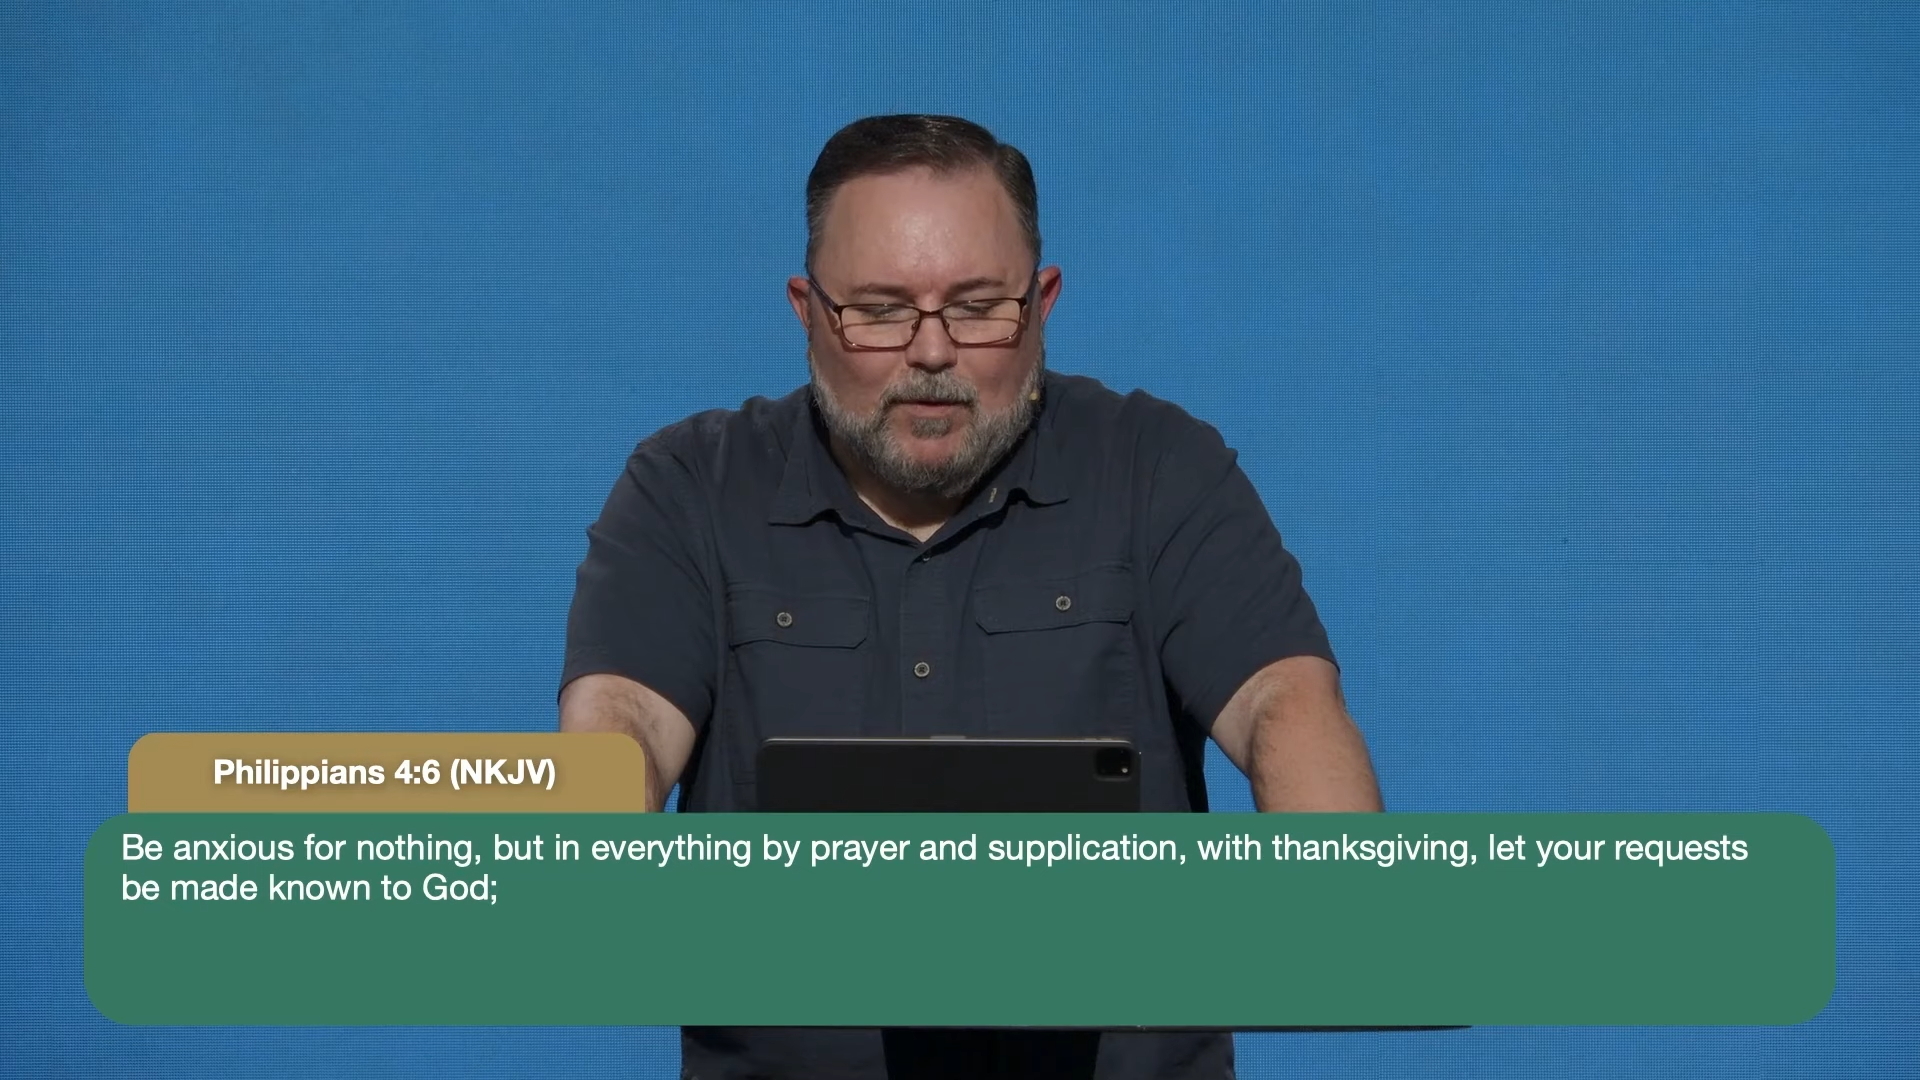 Philippians 4:6 (NKJV)
Be anxious for nothing, but in everything by prayer and supplication, with thanksgiving, let your requests
be made known to God;